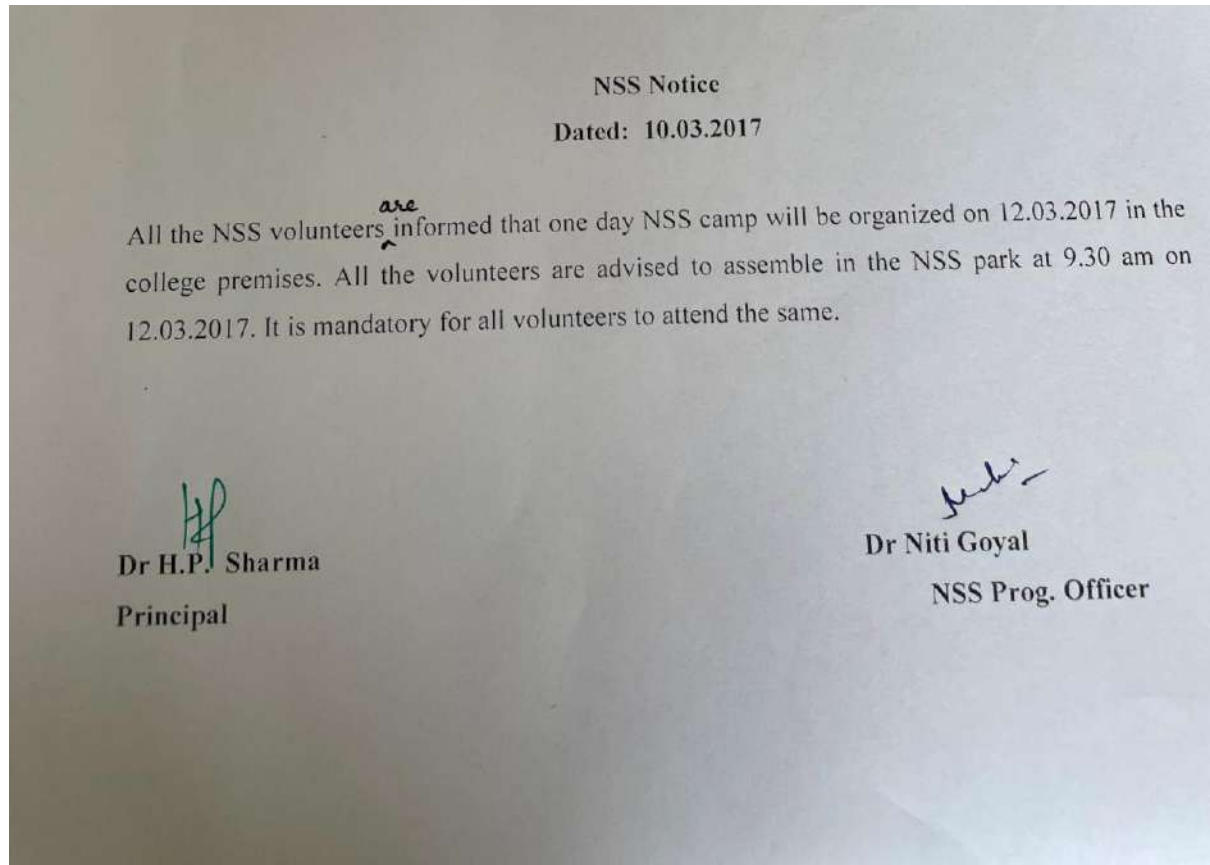 NSS Notice
Dated: 10.03.2017
All the NSS volunteers are informed that one day NSS camp will be organized on 12.03.2017 in the
college premises. All the volunteers are advised to assemble in the NSS park at 9.30 am on
12.03.2017. It is mandatory for all volunteers to attend the same.
Dr H.P. Sharma
Principal
Dr Niti Goyal
NSS Prog. Officer